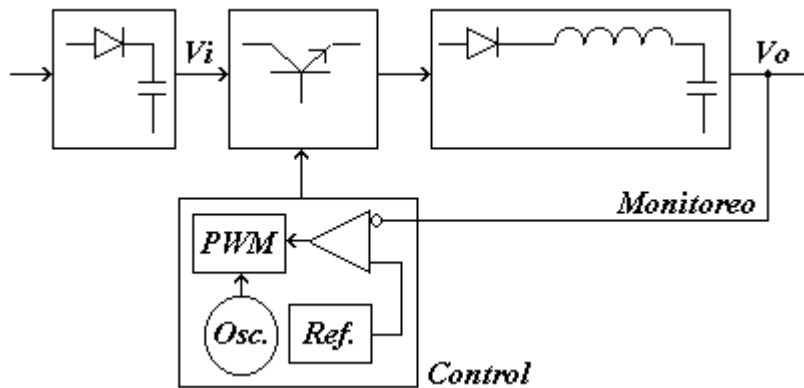 Vi
Vo
Monitoreo
PWM
Osc.
Ref.
Control